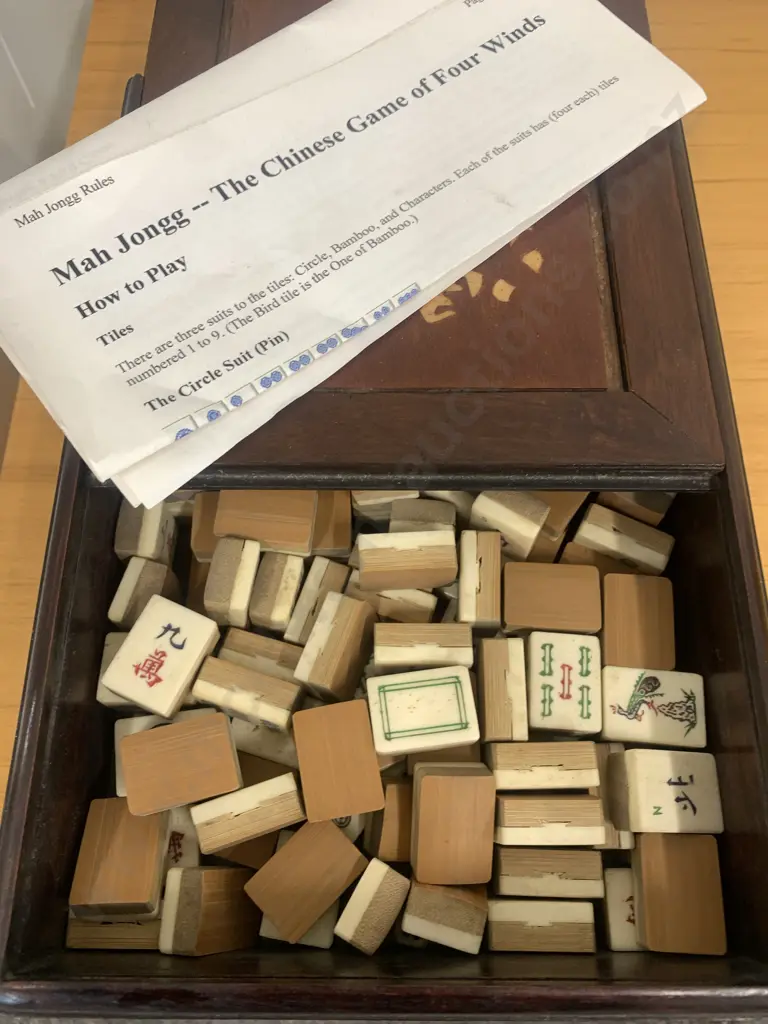 Mah Jongg Rules
Mah Jongg -- The Chinese Game of Four Winds
How to Play
Tiles
There are three suits to the tiles: Circle, Bamboo, and Characters. Each of the suits has (four each) tiles
numbered 1 to 9. (The Bird tile is the One of Bamboo.)
The Circle Suit (Pin)
九
萬
N
北